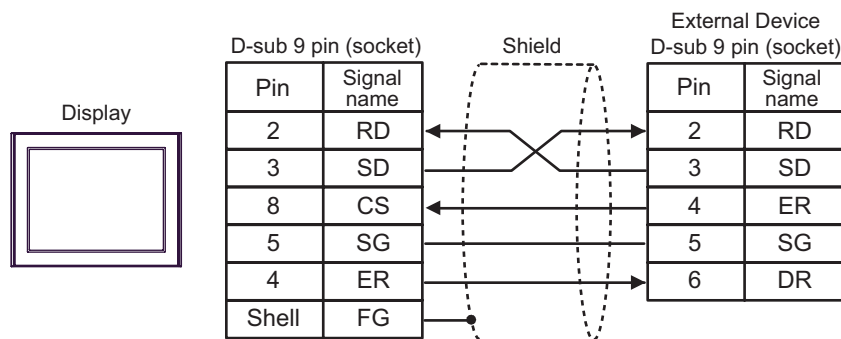 External Device
D-sub 9 pin (socket) Shield D-sub 9 pin (socket)
Display
Pin Signal name Pin Signal name
2 RD 2 RD
3 SD 3 SD
8 CS 4 ER
5 SG 5 SG
4 ER 6 DR
Shell FG